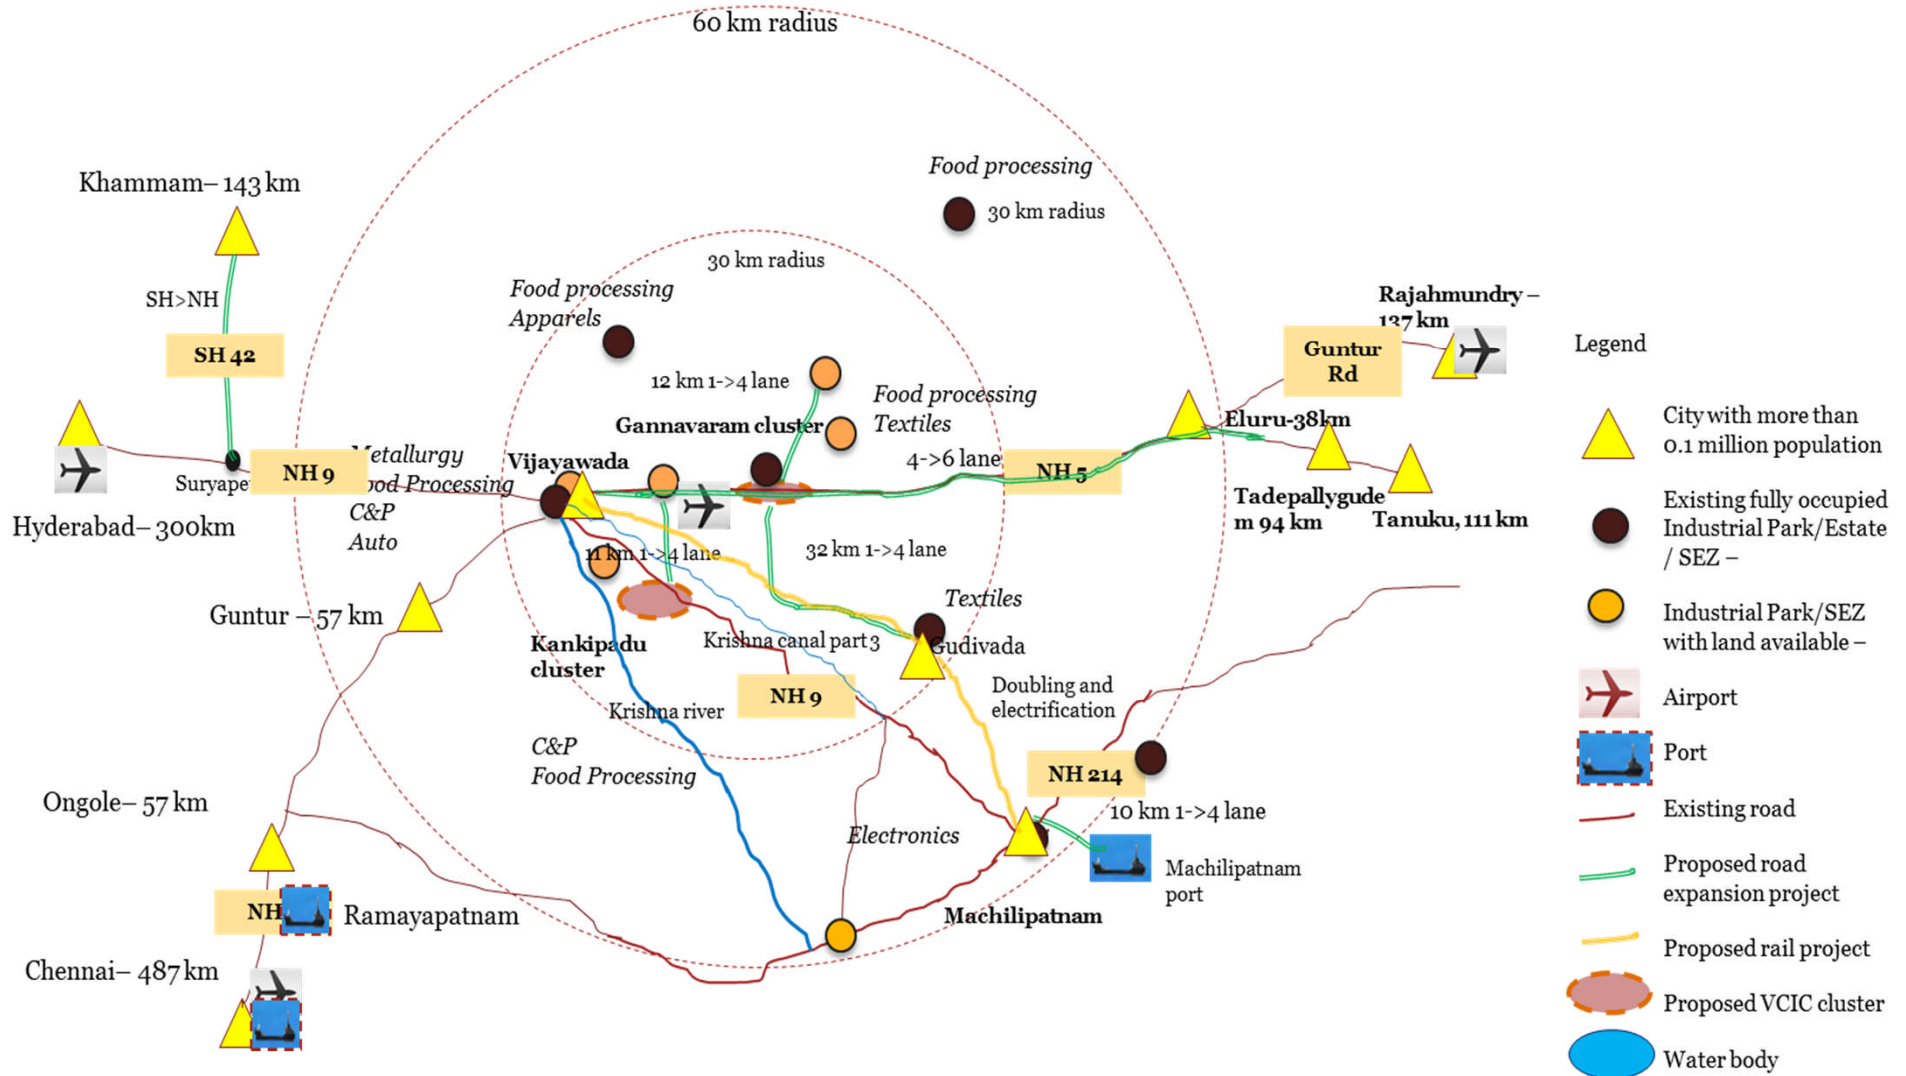 60 km radius
Food processing
30 km radius
Khammam– 143 km
30 km radius
Food processing
Apparels
SH>NH
SH 42
Rajahmundry –
137 km
Guntur
Rd
12 km 1->4 lane
Food processing
Textiles
Gannavaram cluster
Eluru-38km
4->6 lane
NH 5
Metallurgy
Food Processing
C&P
Auto
Vijayawada
NH 9
Suryape
Hyderabad– 300km
Tadepallygude
m 94 km
Tanuku, 111 km
11 km 1->4 lane
32 km 1->4 lane
Guntur – 57 km
Textiles
Gudivada
Kankipadu
cluster
Krishna canal part 3
NH 9
Krishna river
Doubling and
electrification
C&P
Food Processing
NH 214
10 km 1->4 lane
Ongole– 57 km
Electronics
Machilipatnam
port
Machilipatnam
NH
Ramayapatnam
Chennai– 487 km
Legend
City with more than
0.1 million population
Existing fully occupied
Industrial Park/Estate
/ SEZ –
Industrial Park/SEZ
with land available –
Airport
Port
Existing road
Proposed road
expansion project
Proposed rail project
Proposed VCIC cluster
Water body